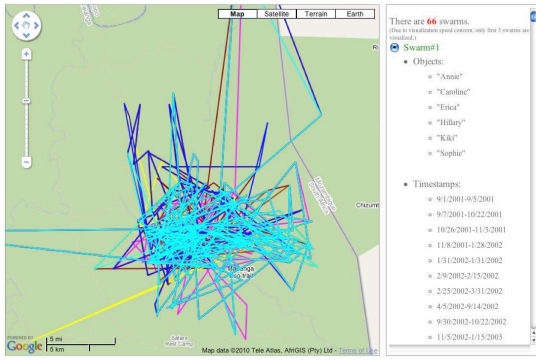 Map Satellite Terrain Earth
Chizumb
Satara
Rest Camp
POWERED BY
Google
5 mi
5 km
Map data ©2010 Tele Atlas, AfriGIS (Pty) Ltd - Terms of Use
There are 66 swarms.
(Due to visualization speed concern, only first 5 swarms are
visualized.)
Swarm#1
Objects:
"Annie"
"Caroline"
"Erica"
"Hillary"
"Kiki"
"Sophie"
Timestamps:
9/1/2001-9/5/2001
9/7/2001-10/22/2001
10/26/2001-11/3/2001
11/8/2001-1/28/2002
1/31/2002-1/31/2002
2/9/2002-2/15/2002
2/25/2002-3/31/2002
4/5/2002-9/14/2002
9/30/2002-10/22/2002
11/5/2002-1/15/2003